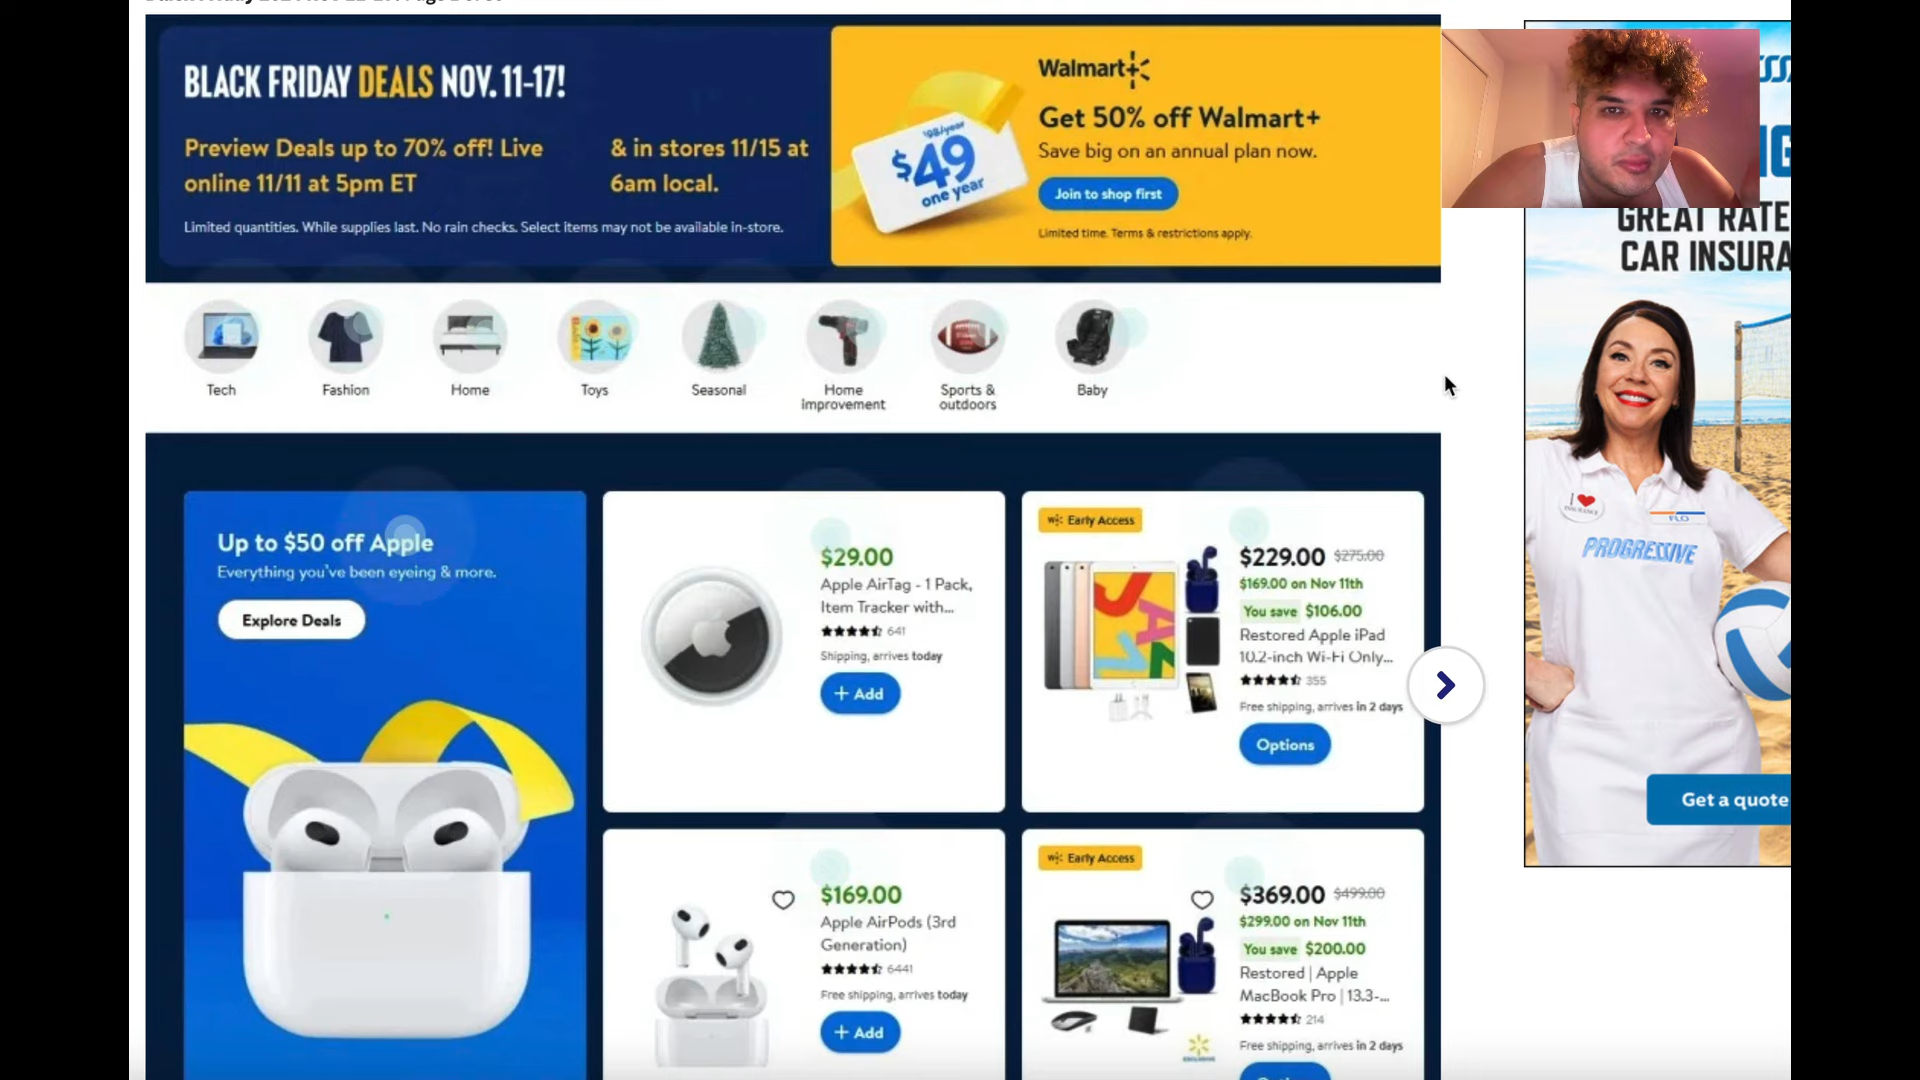 BLACK FRIDAY DEALS NOV. 11-17!
Preview Deals up to 70% off! Live
online 11/11 at 5pm ET
& in stores 11/15 at
6am local.
Limited quantities. While supplies last. No rain checks. Select items may not be available in-store.
$98/year
$49
one year
Walmart+
Get 50% off Walmart+
Save big on an annual plan now.
Join to shop first
Limited time. Terms & restrictions apply.
Tech
Fashion
Home
Toys
Seasonal
Home
improvement
Sports &
outdoors
Baby
Up to $50 off Apple
Everything you've been eyeing & more.
Explore Deals
$29.00
Apple AirTag - 1 Pack,
Item Tracker with...
641
Shipping, arrives today
+ Add
Early Access
$229.00 $275.00
$169.00 on Nov 11th
You save $106.00
Restored Apple iPad
10.2-inch Wi-Fi Only...
355
Free shipping, arrives in 2 days
Options
$169.00
Apple AirPods (3rd
Generation)
6441
Free shipping, arrives today
+ Add
Early Access
$369.00 $499.00
$299.00 on Nov 11th
You save $200.00
Restored | Apple
MacBook Pro | 13.3-...
214
Free shipping, arrives in 2 days
EXCLUSIVE
GREAT RATE
CAR INSURA
I
INSURANCE
FLO
PROGRESSIVE
Get a quote